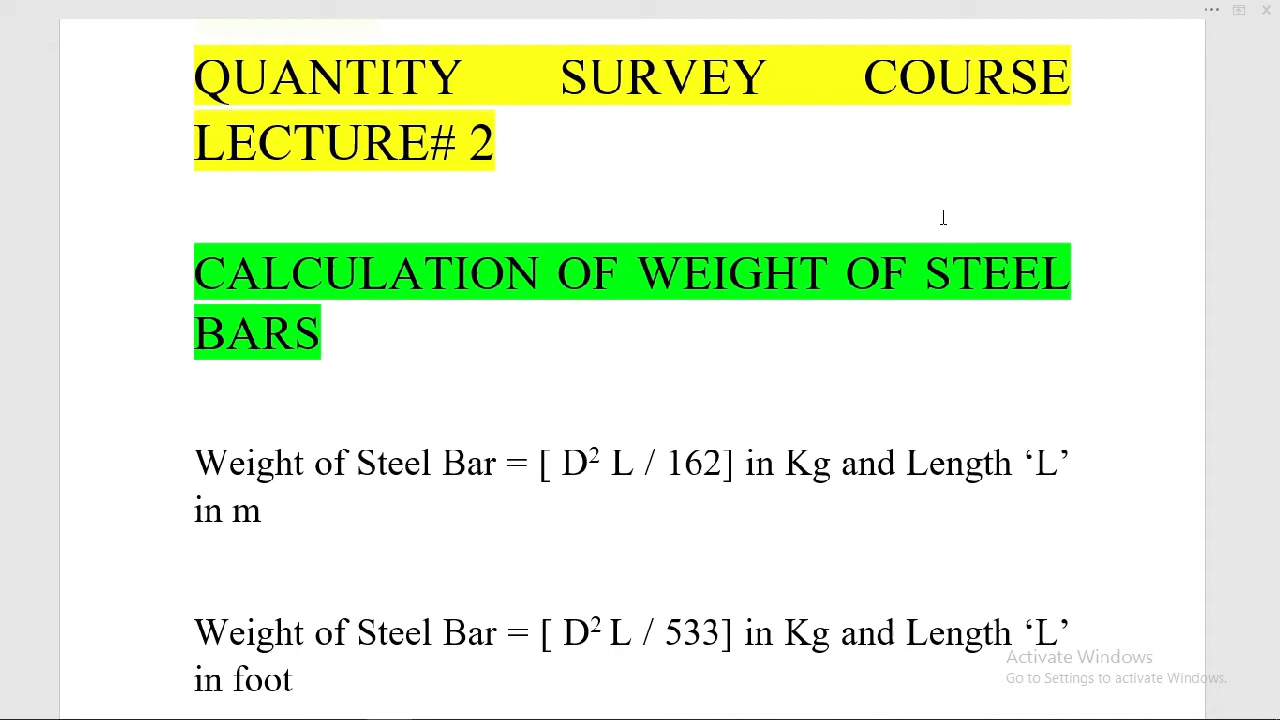 QUANTITY SURVEY COURSE
LECTURE# 2
CALCULATION OF WEIGHT OF STEEL
BARS
Weight of Steel Bar = [ D² L / 162] in Kg and Length ‘L’
in m
Weight of Steel Bar = [ D² L / 533] in Kg and Length ‘L’
in foot
Activate Windows
Go to Settings to activate Windows.